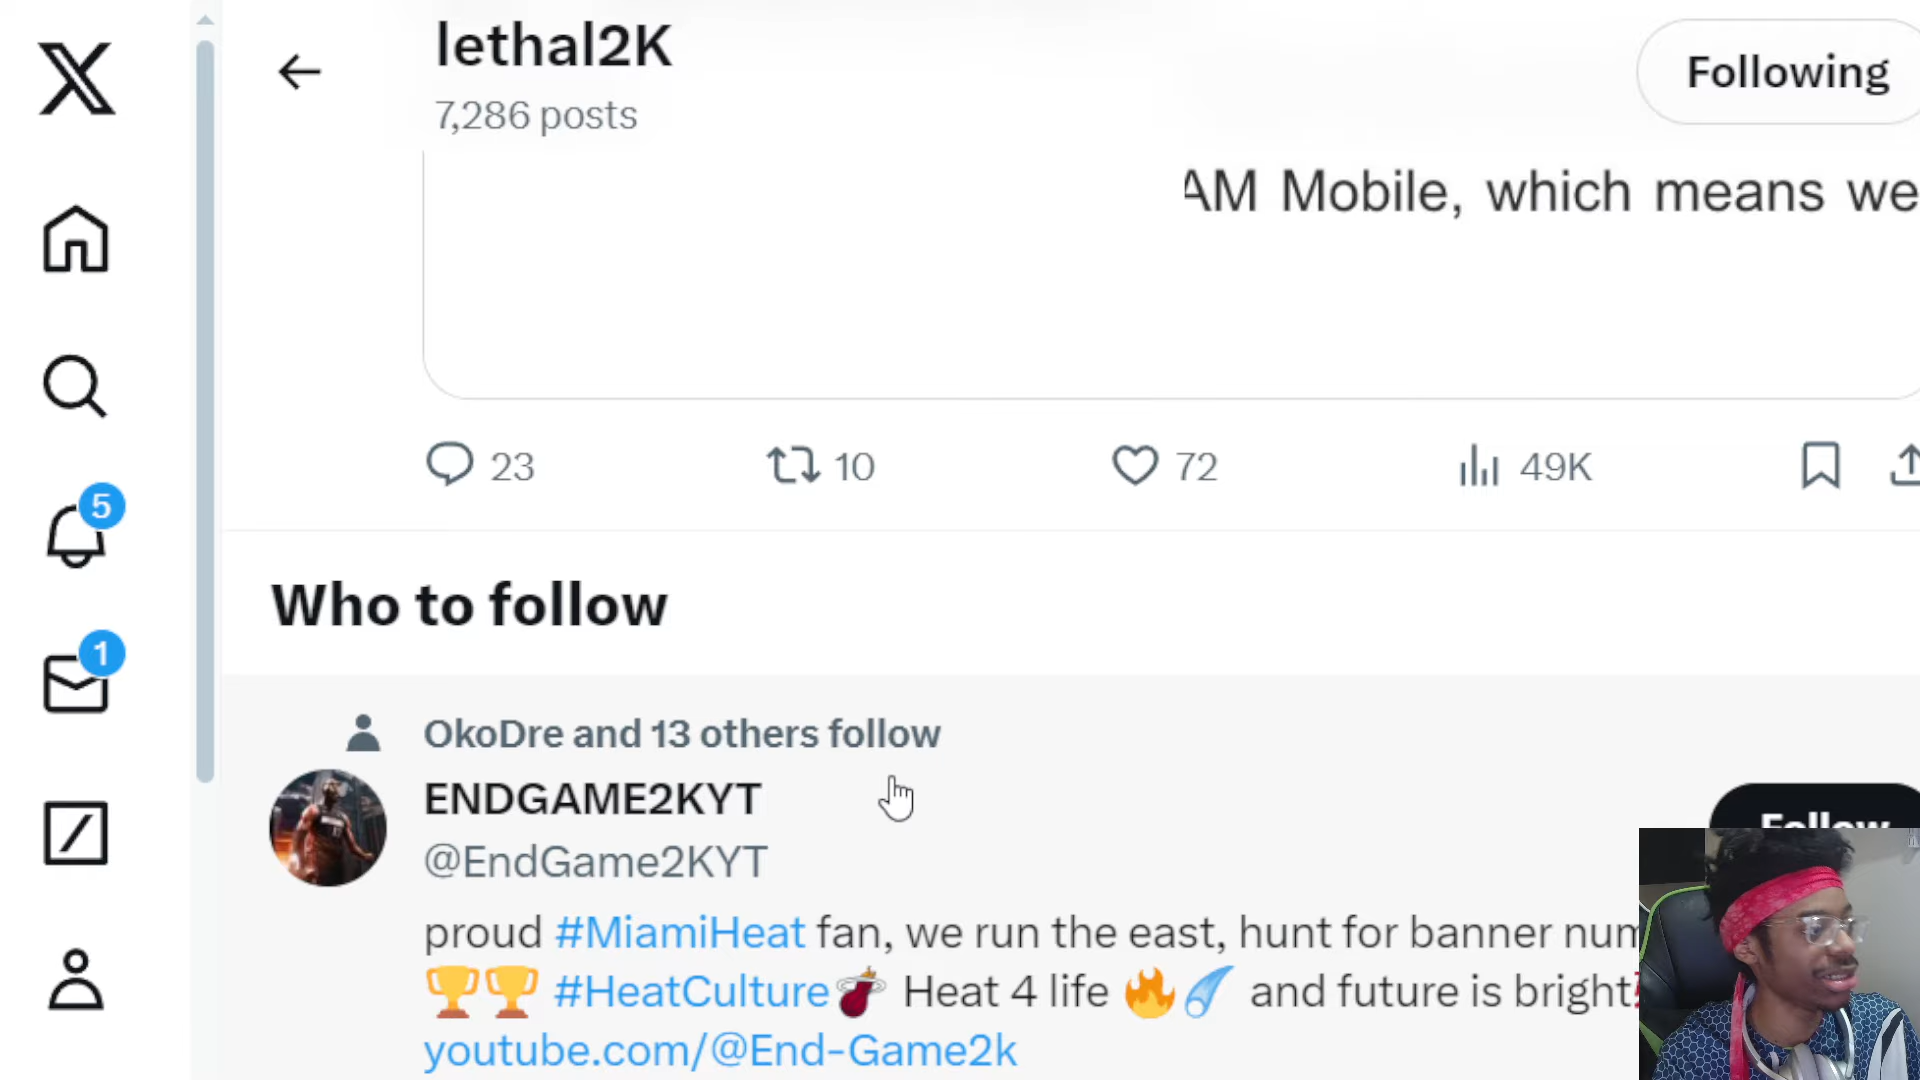 lethal2K
7,286 posts
Following
AM Mobile, which means we
23 10 72 49K
5
Who to follow
1
OkoDre and 13 others follow
ENDGAME2KYT
Follow
@EndGame2KYT
proud #MiamiHeat fan, we run the east, hunt for banner num
#HeatCulture Heat 4 life and future is bright
youtube.com/@End-Game2k